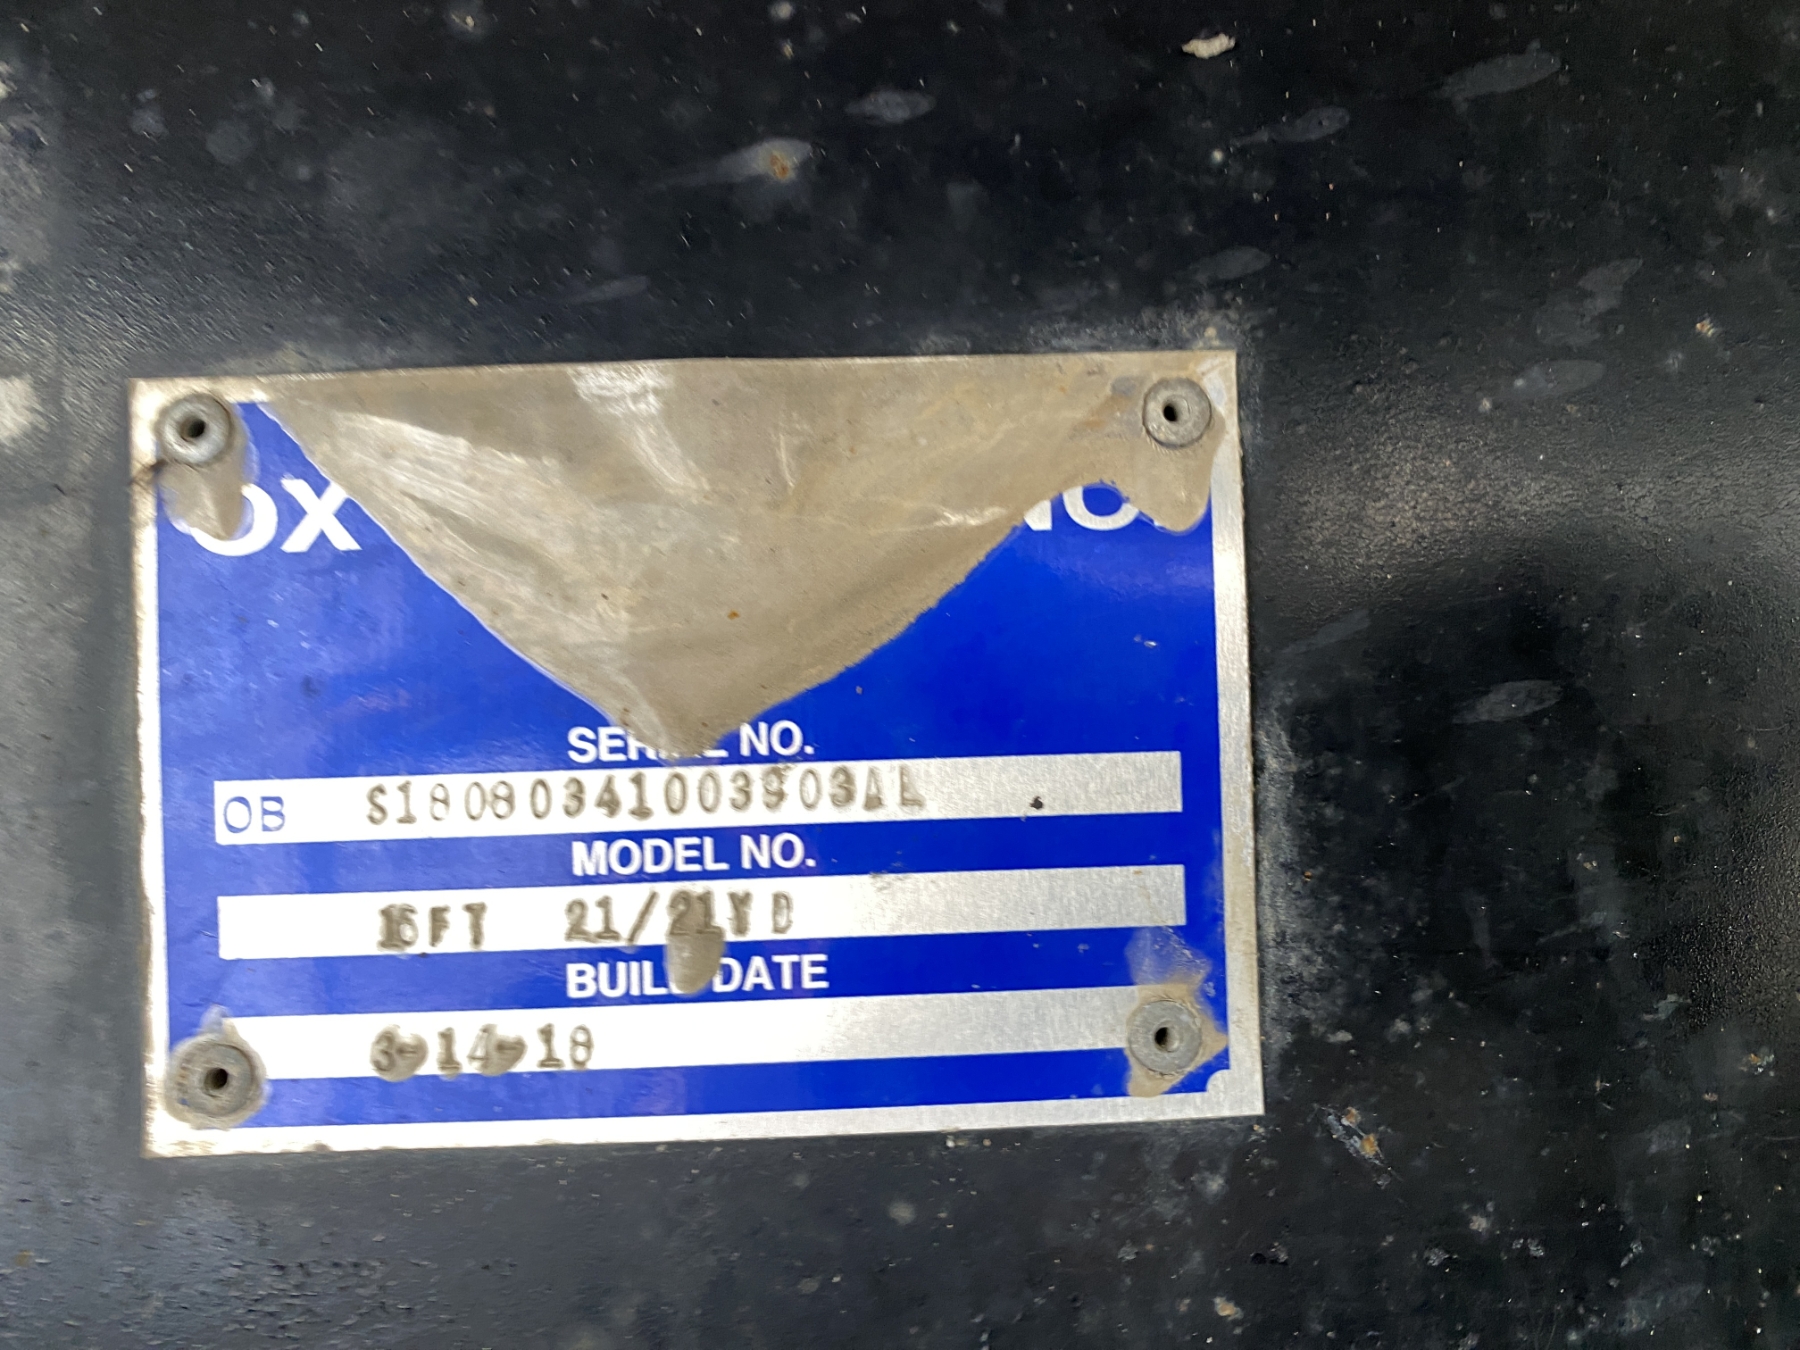 OX
SERIAL NO.
OB S18080341003903AL
MODEL NO.
16FT 21/21YD
BUILD DATE
3-14-18